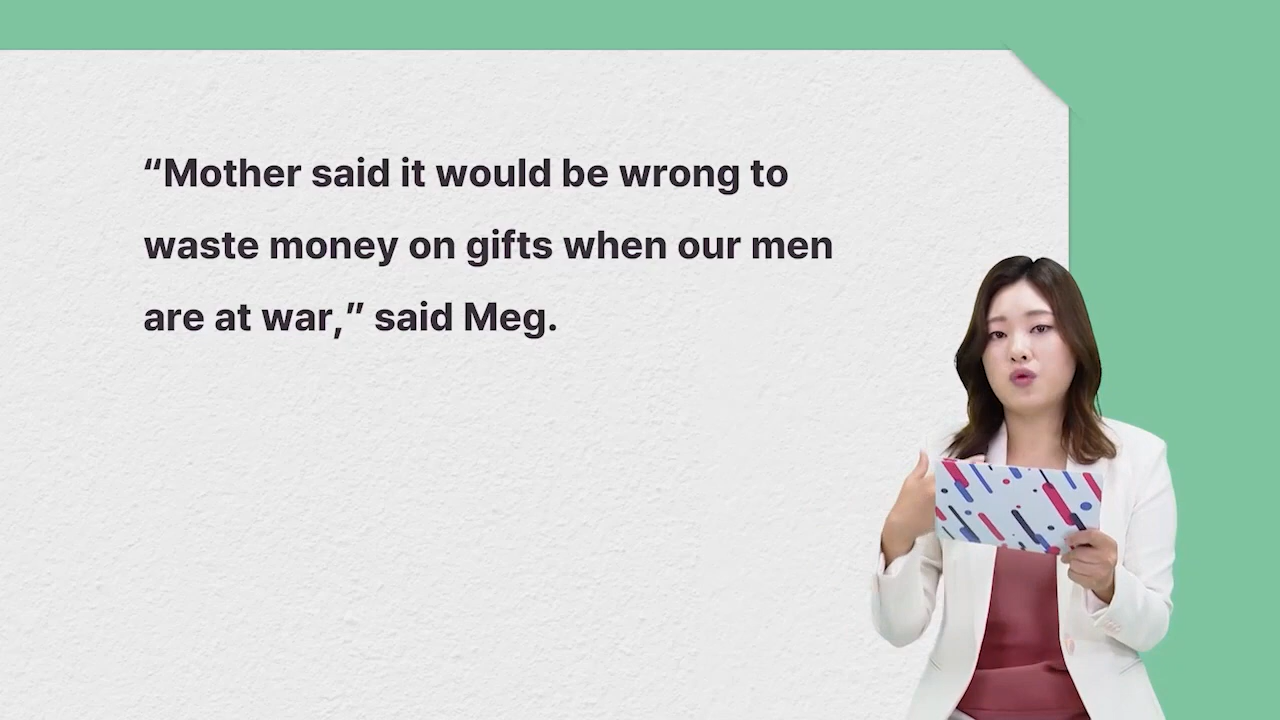 “Mother said it would be wrong to
waste money on gifts when our men
are at war,” said Meg.